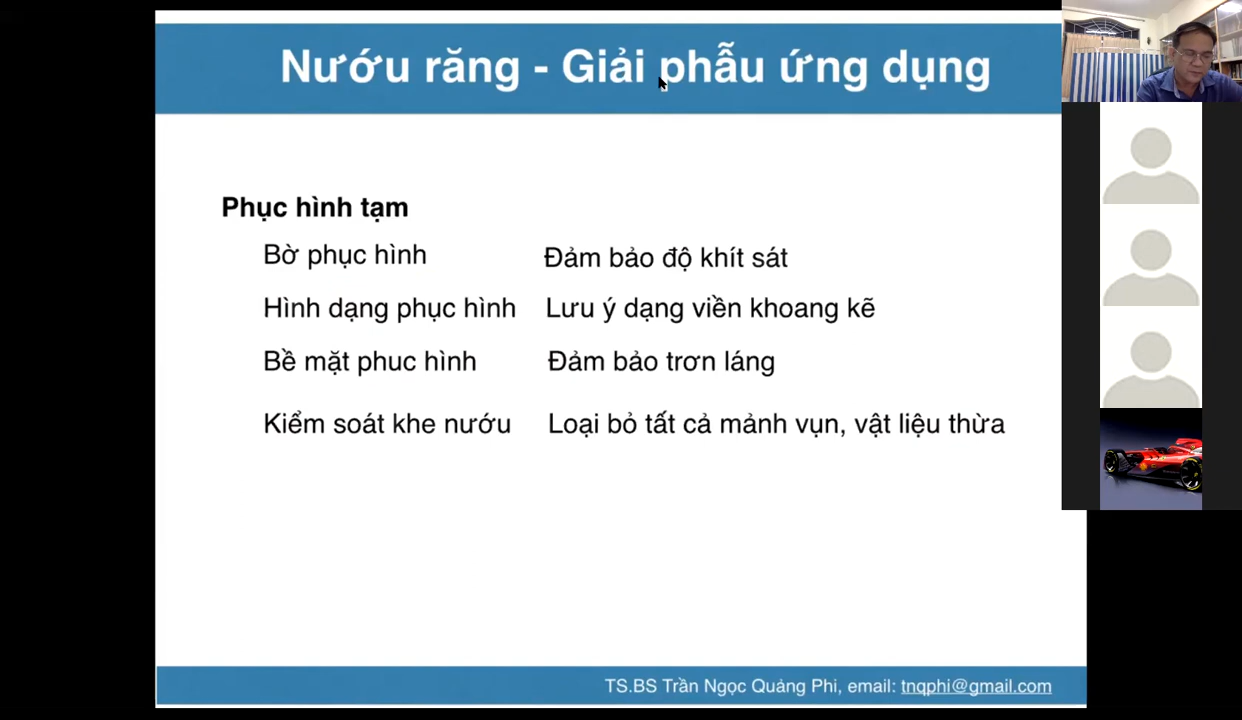 Nướu răng - Giải phẫu ứng dụng
Phục hình tạm
Bờ phục hình Đảm bảo độ khít sát
Hình dạng phục hình Lưu ý dạng viền khoang kẽ
Bề mặt phuc hình Đảm bảo trơn láng
Kiểm soát khe nướu Loại bỏ tất cả mảnh vụn, vật liệu thừa
TS.BS Trần Ngọc Quảng Phi, email: tnqphi@gmail.com